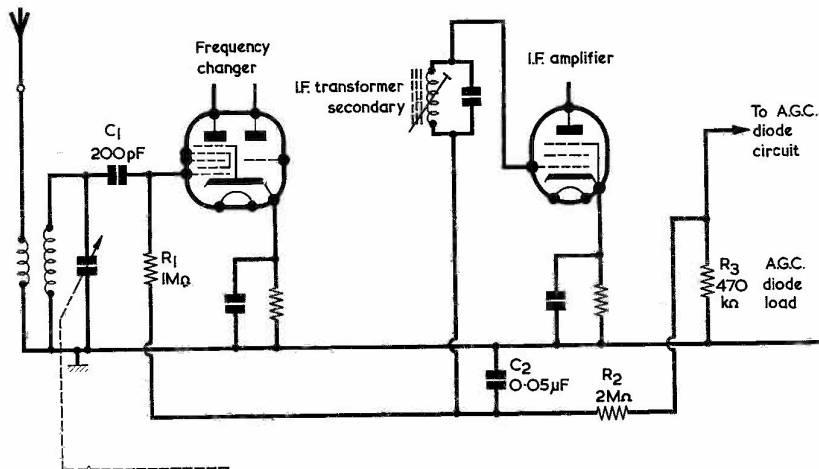 Frequency
changer
C1
200pF
I.F. transformer
secondary
I.F. amplifier
To A.G.C.
diode
circuit
R1
1MΩ
R3
470
kΩ
A.G.C.
diode
load
C2
0·05µF
R2
2MΩ